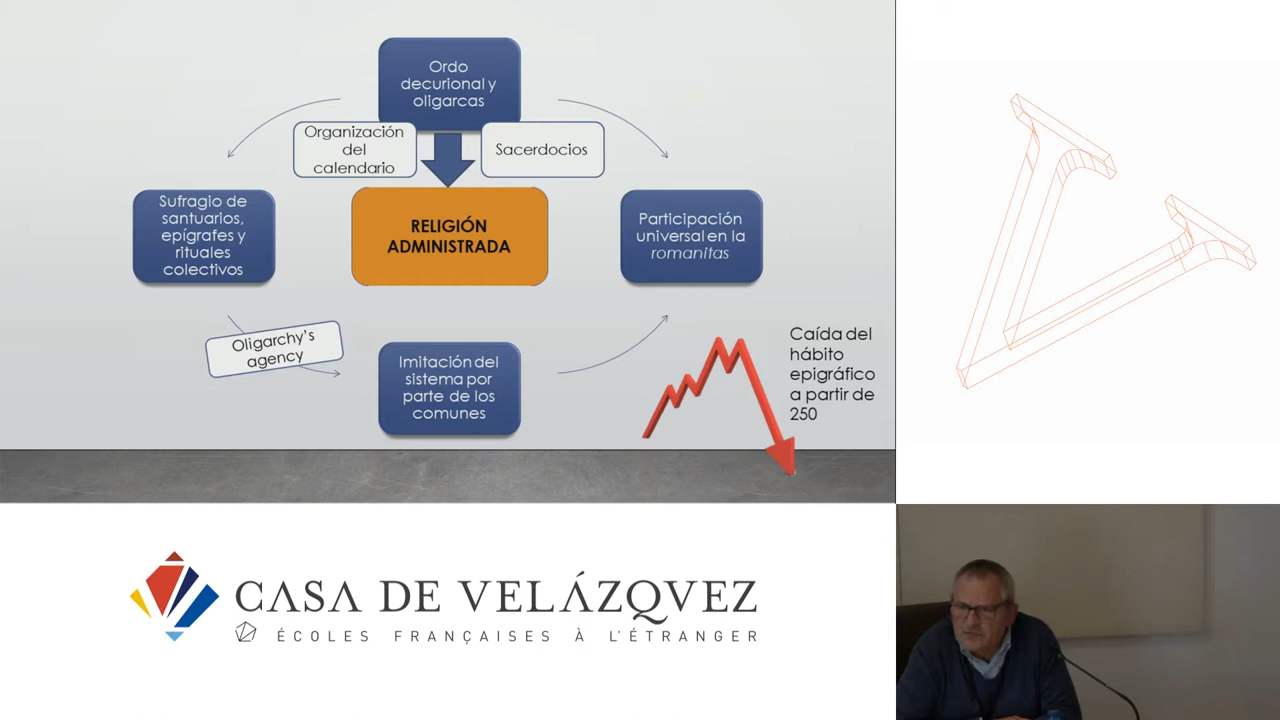 Ordo
decurional y
oligarcas
Organización
del
calendario
Sacerdocios
Sufragio de
santuarios,
epígrafes y
rituales
colectivos
RELIGIÓN
ADMINISTRADA
Participación
universal en la
romanitas
Oligarchy's
agency
Imitación del
sistema por
parte de los
comunes
Caída del
hábito
epigráfico
a partir de
250
CASA DE VELÁZQVEZ
ÉCOLES FRANÇAISES À L'ÉTRANGER